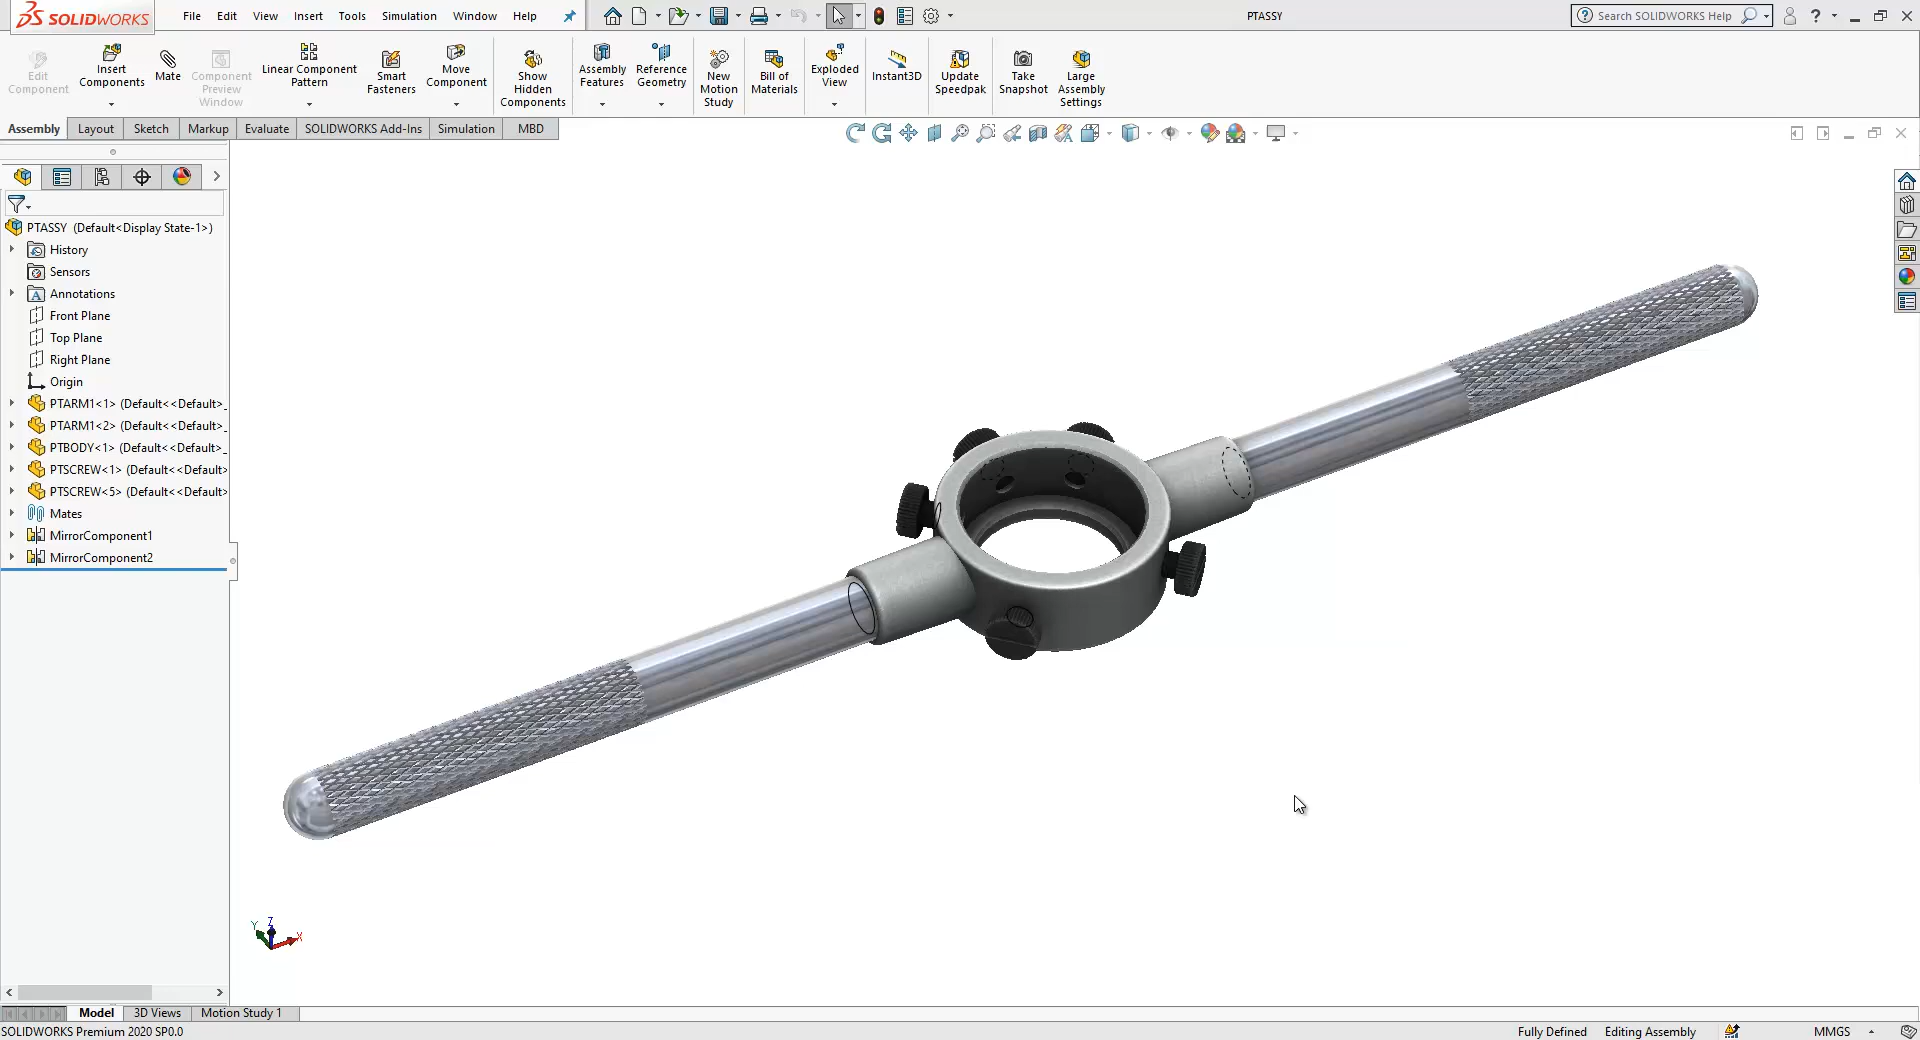 SOLIDWORKS
File Edit View Insert Tools Simulation Window Help
PTASSY
Search SOLIDWORKS Help
Edit Component
Insert Components
Mate
Component Preview Window
Linear Component Pattern
Smart Fasteners
Move Component
Show Hidden Components
Assembly Features
Reference Geometry
New Motion Study
Bill of Materials
Exploded View
Instant3D
Update Speedpak
Take Snapshot
Large Assembly Settings
Assembly Layout Sketch Markup Evaluate SOLIDWORKS Add-Ins Simulation MBD
PTASSY (Default<Display State-1>)
History
Sensors
Annotations
Front Plane
Top Plane
Right Plane
Origin
PTARM1<1> (Default<<Default>_
PTARM1<2> (Default<<Default>_
PTBODY<1> (Default<<Default>_
PTSCREW<1> (Default<<Default>
PTSCREW<5> (Default<<Default>
Mates
MirrorComponent1
MirrorComponent2
Y Z X
Model 3D Views Motion Study 1
SOLIDWORKS Premium 2020 SP0.0
Fully Defined Editing Assembly MMGS